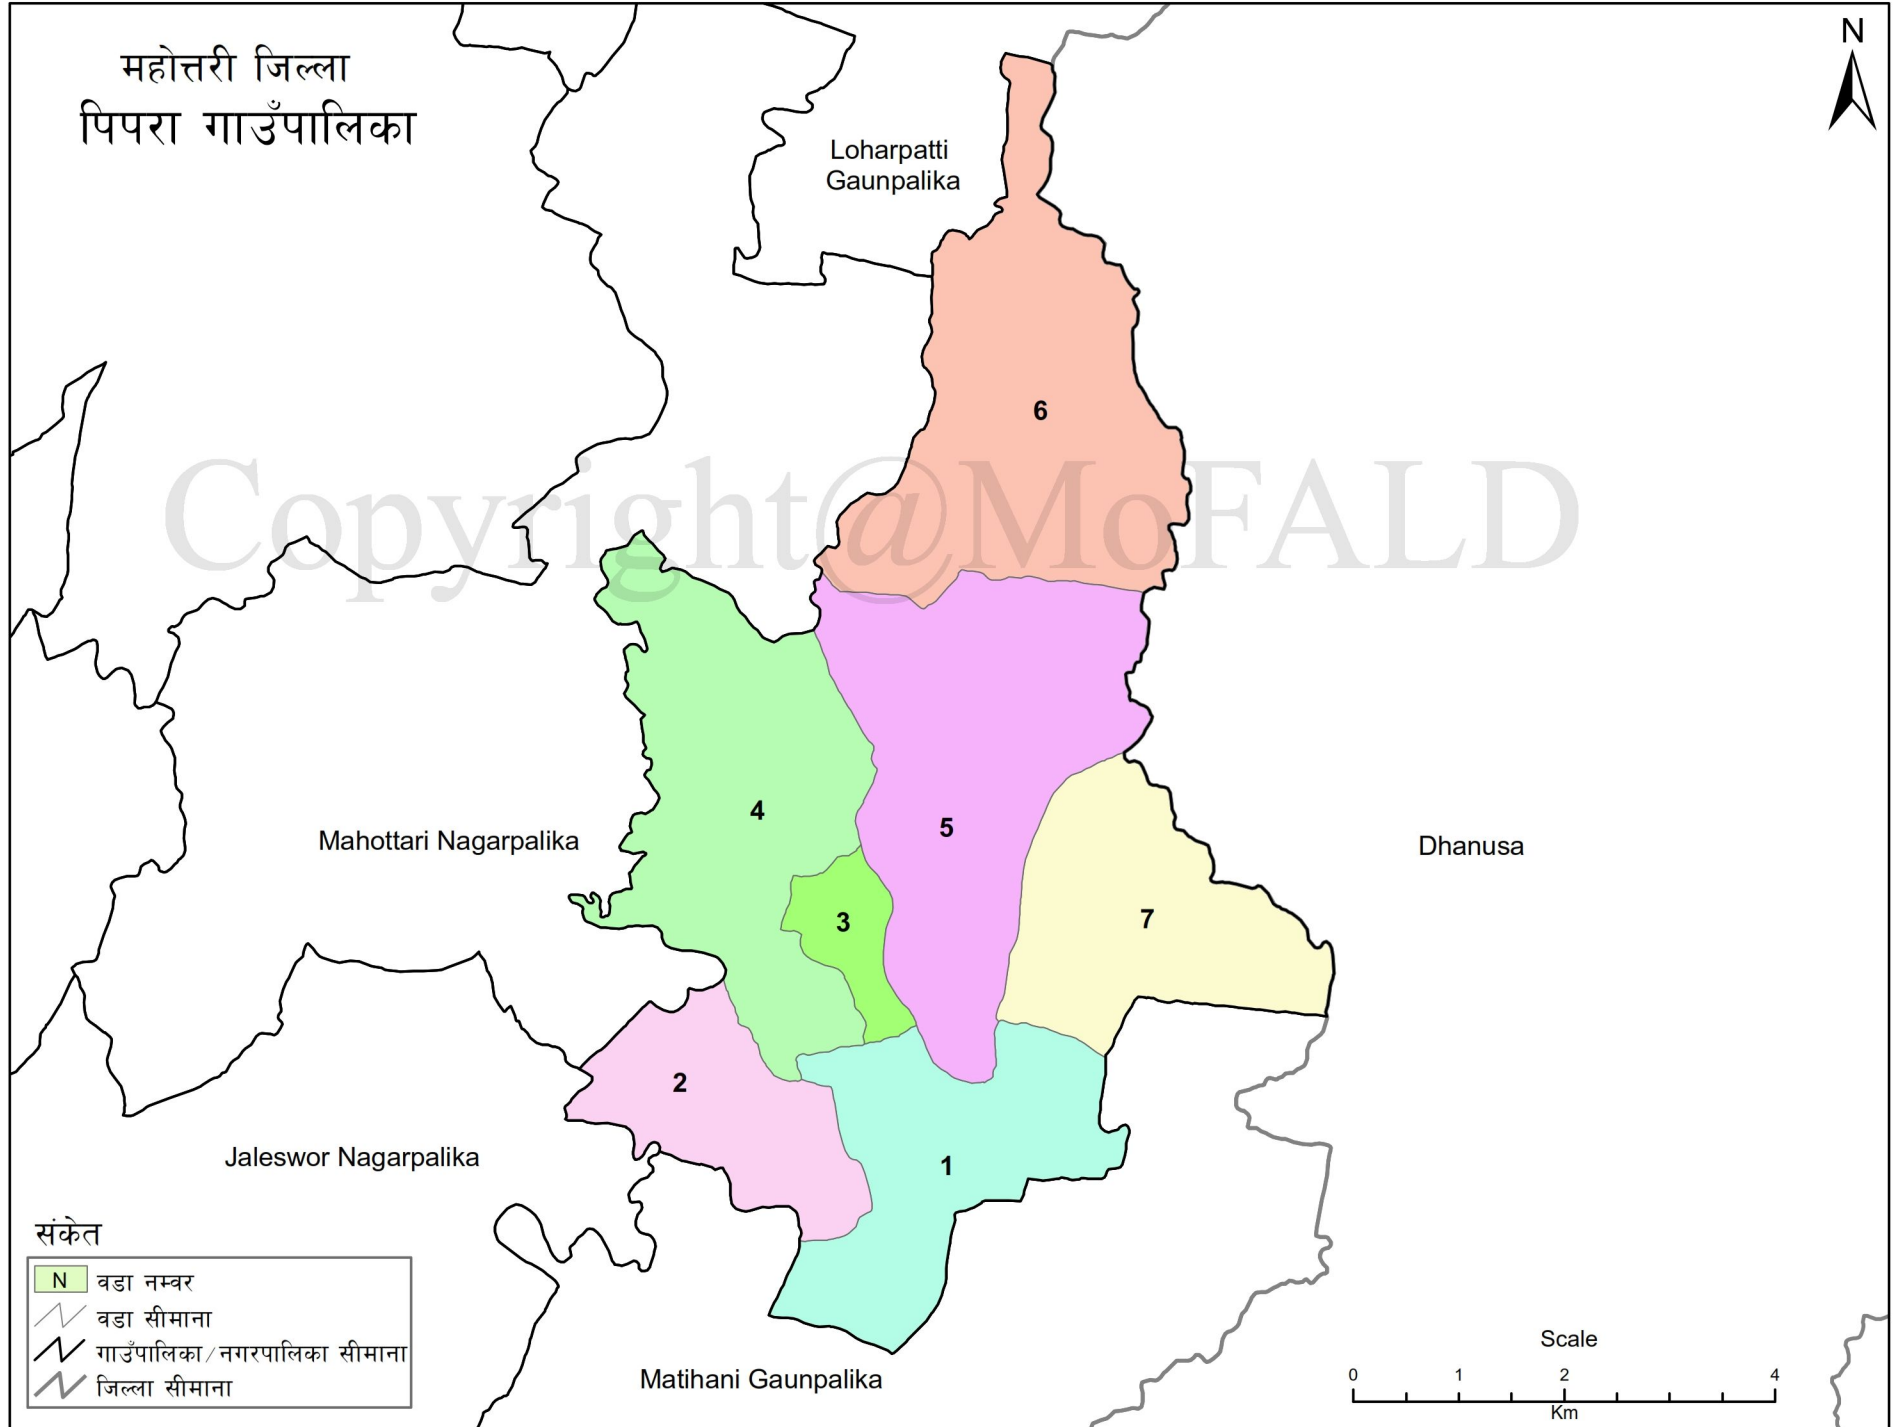 महोत्तरी जिल्ला
पिपरा गाउँपालिका
N
Loharpatti
Gaunpalika
6
Copyright@MoFALD
4
5
Mahottari Nagarpalika
Dhanusa
3
7
2
Jaleswor Nagarpalika
1
संकेत
N वडा नम्वर
वडा सीमाना
गाउँपालिका/नगरपालिका सीमाना
जिल्ला सीमाना
Matihani Gaunpalika
Scale
0 1 2 4
Km